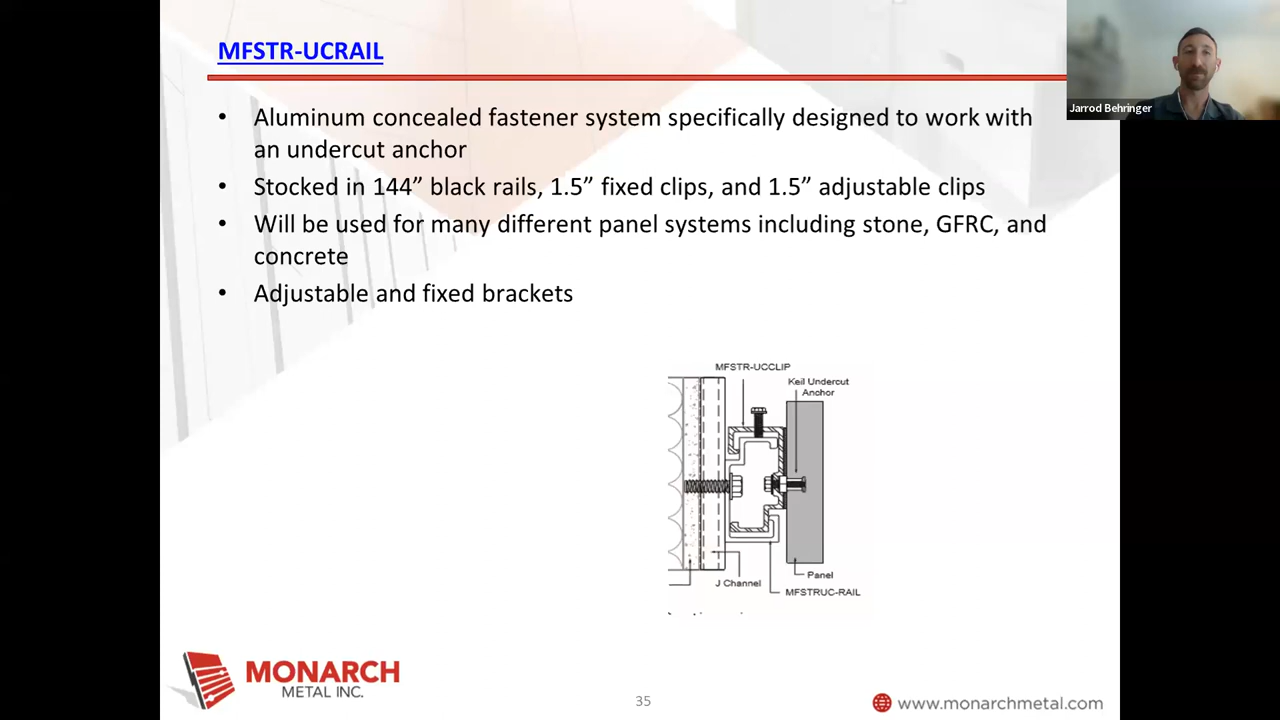 MFSTR-UCRAIL
Jarrod Behringer
• Aluminum concealed fastener system specifically designed to work with
an undercut anchor
• Stocked in 144” black rails, 1.5” fixed clips, and 1.5” adjustable clips
• Will be used for many different panel systems including stone, GFRC, and
concrete
• Adjustable and fixed brackets
MFSTR-UCCLIP
Keil Undercut
Anchor
Panel
J Channel
MFSTRUC-RAIL
MONARCH
METAL INC.
35
www.monarchmetal.com